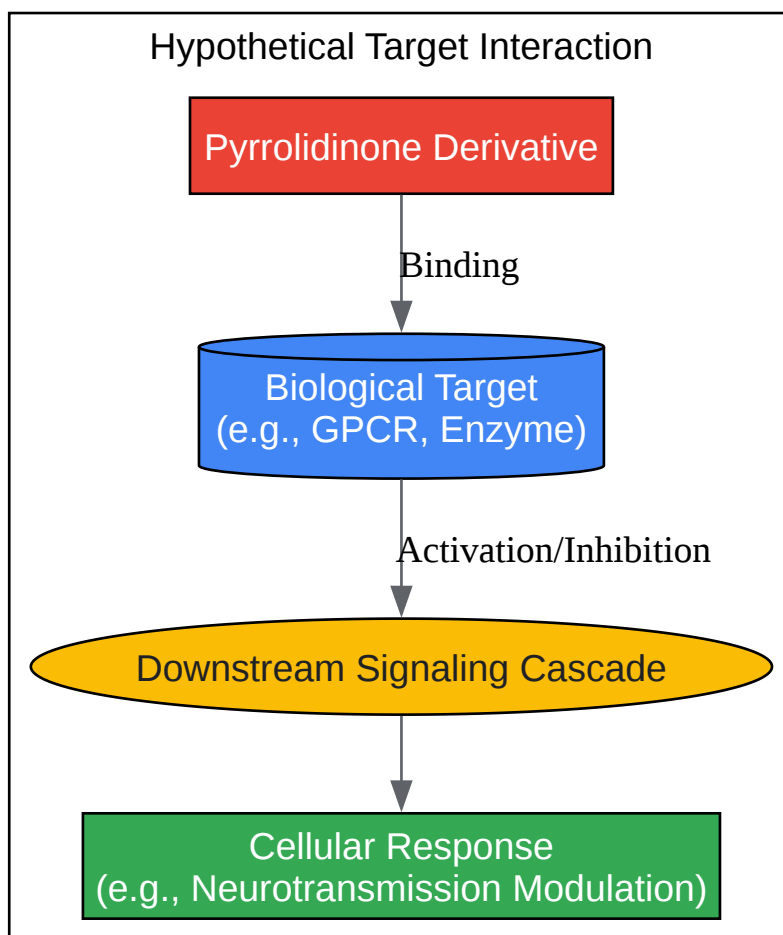 Hypothetical Target Interaction
Pyrrolidinone Derivative
Binding
Biological Target
(e.g., GPCR, Enzyme)
Activation/Inhibition
Downstream Signaling Cascade
Cellular Response
(e.g., Neurotransmission Modulation)